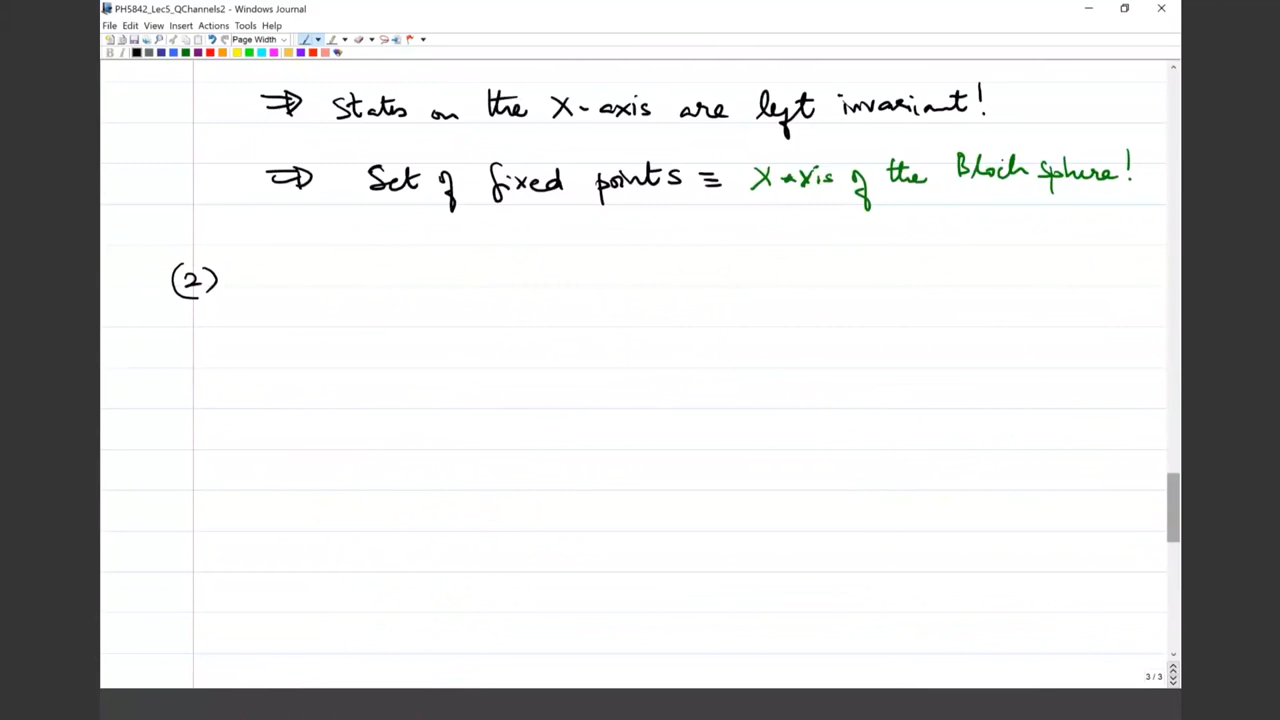 PH5842_Lec5_QChannels2 - Windows Journal
File Edit View Insert Actions Tools Help
Page Width
B I
⇒ States on the X-axis are left invariant!
⇒ Set of fixed points ≡ X-axis of the Bloch sphere!
(2)
3 / 3